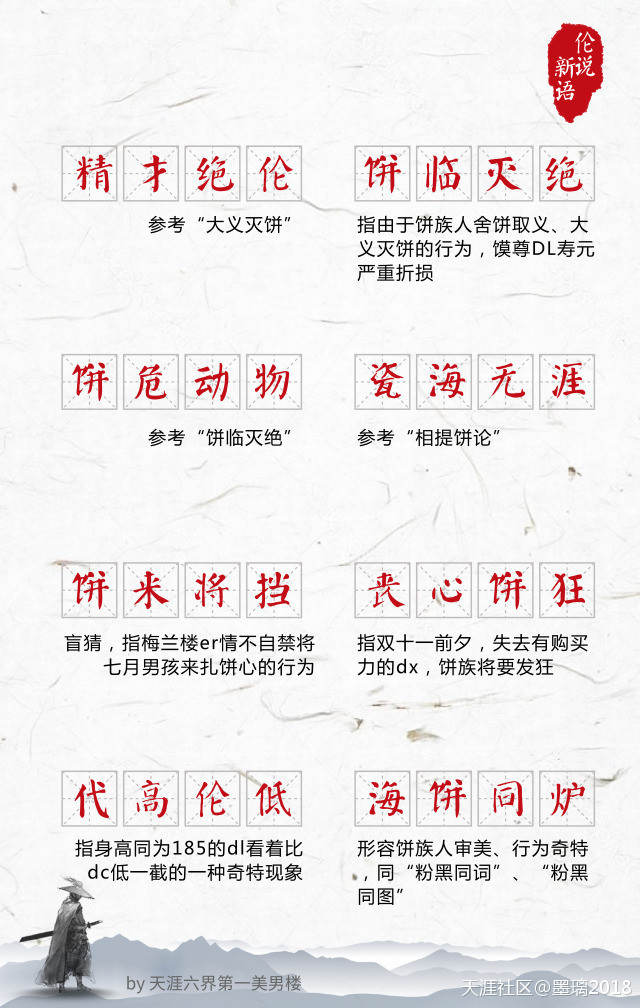 伦说
新语
精才绝伦
参考“大义灭饼”
饼临灭绝
指由于饼族人舍饼取义、大
义灭饼的行为，馍尊DL寿元
严重折损
饼危动物
参考“饼临灭绝”
瓷海无涯
参考“相提饼论”
饼来将挡
盲猜，指梅兰楼er情不自禁将
七月男孩来扎饼心的行为
丧心饼狂
指双十一前夕，失去有购买
力的dx，饼族将要发狂
代高伦低
指身高同为185的dl看着比
dc低一截的一种奇特现象
海饼同炉
形容饼族人审美、行为奇特
，同“粉黑同词”、“粉黑
同图”
by 天涯六界第一美男楼
天涯社区@墨璃2018